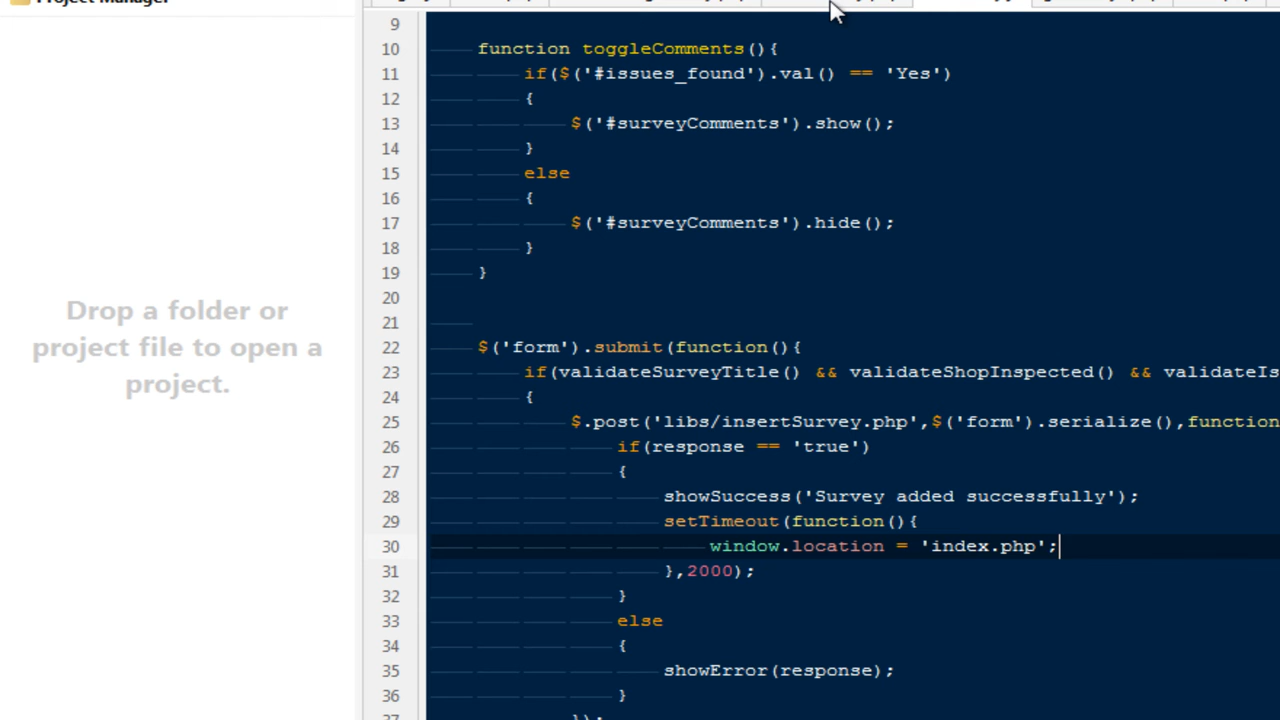 Project Manager
Drop a folder or
project file to open a
project.
9
10 function toggleComments(){
11 if($('#issues_found').val() == 'Yes')
12 {
13 $('#surveyComments').show();
14 }
15 else
16 {
17 $('#surveyComments').hide();
18 }
19 }
20
21
22 $('form').submit(function(){
23 if(validateSurveyTitle() && validateShopInspected() && validateIs
24 {
25 $.post('libs/insertSurvey.php',$('form').serialize(),function
26 if(response == 'true')
27 {
28 showSuccess('Survey added successfully');
29 setTimeout(function(){
30 window.location = 'index.php';
31 },2000);
32 }
33 else
34 {
35 showError(response);
36 }
37 });